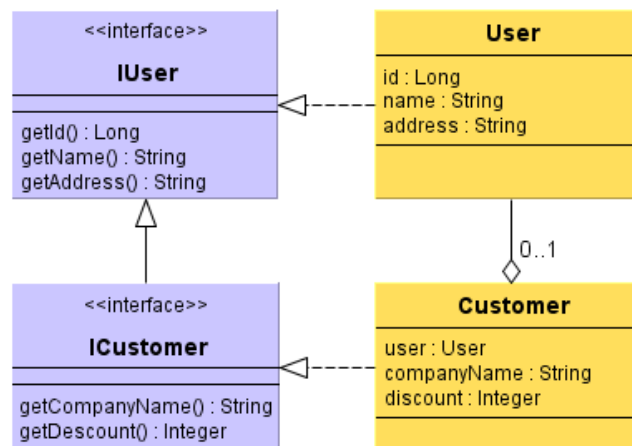 <<interface>>
IUser
getId() : Long
getName() : String
getAddress() : String
User
id : Long
name : String
address : String
0..1
<<interface>>
ICustomer
getCompanyName() : String
getDescount() : Integer
Customer
user : User
companyName : String
discount : Integer